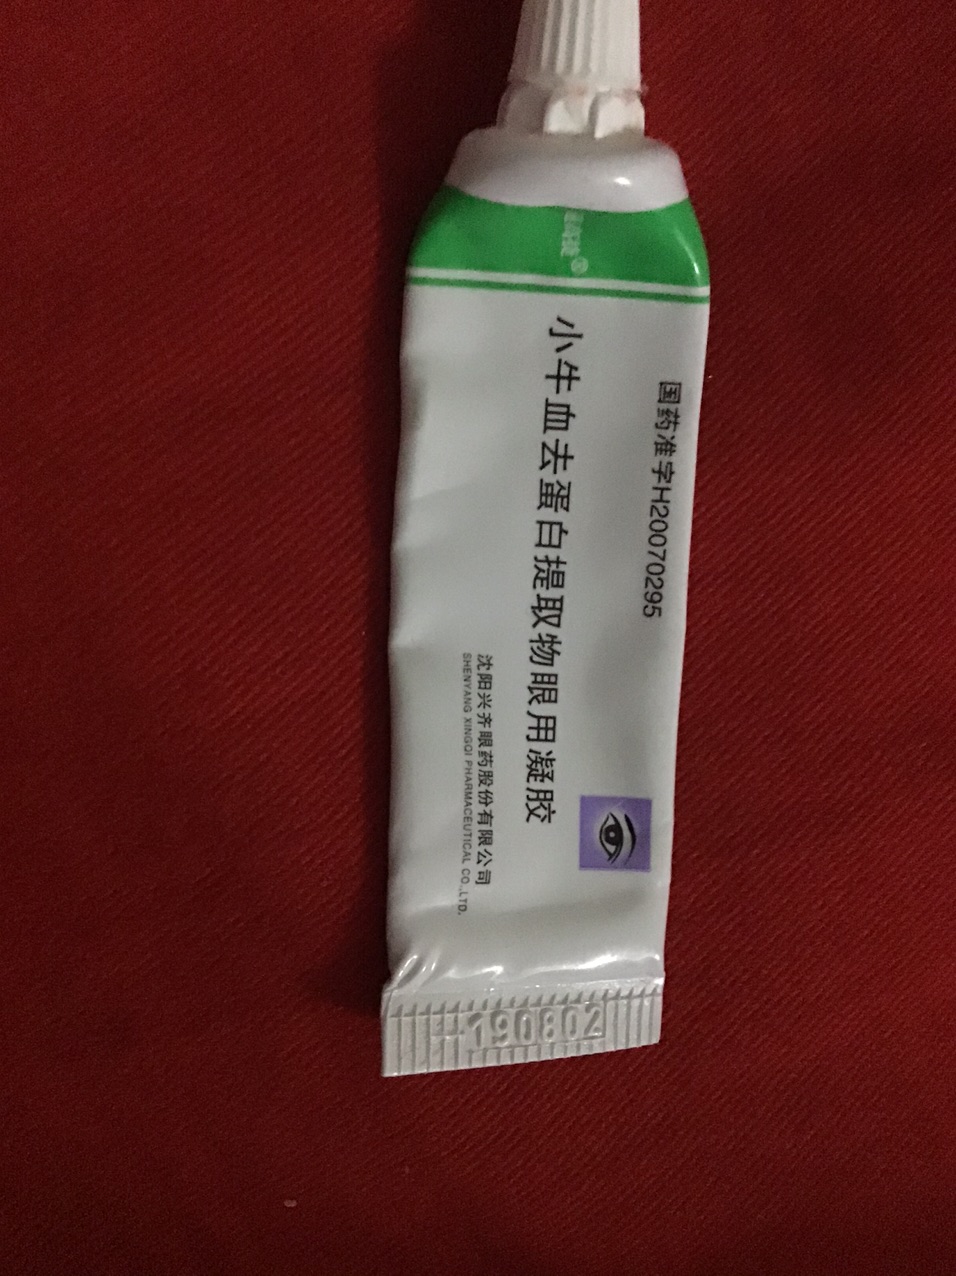 国药准字H20070295
小牛血去蛋白提取物眼用凝胶
沈阳兴齐眼药股份有限公司
SHENYANG XINGQI PHARMACEUTICAL CO.,LTD.
190802